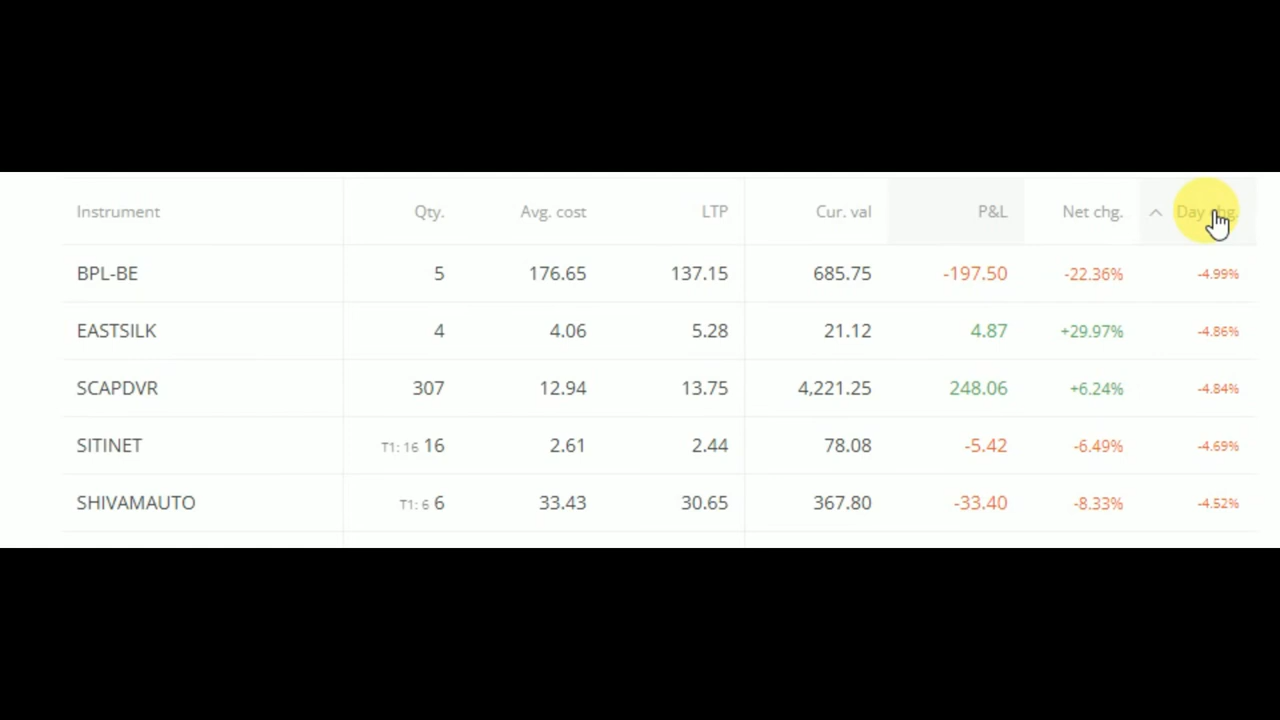 Instrument Qty. Avg. cost LTP Cur. val P&L Net chg. Day chg.
BPL-BE 5 176.65 137.15 685.75 -197.50 -22.36% -4.99%
EASTSILK 4 4.06 5.28 21.12 4.87 +29.97% -4.86%
SCAPDVR 307 12.94 13.75 4,221.25 248.06 +6.24% -4.84%
SITINET T1: 16 16 2.61 2.44 78.08 -5.42 -6.49% -4.69%
SHIVAMAUTO T1: 6 6 33.43 30.65 367.80 -33.40 -8.33% -4.52%